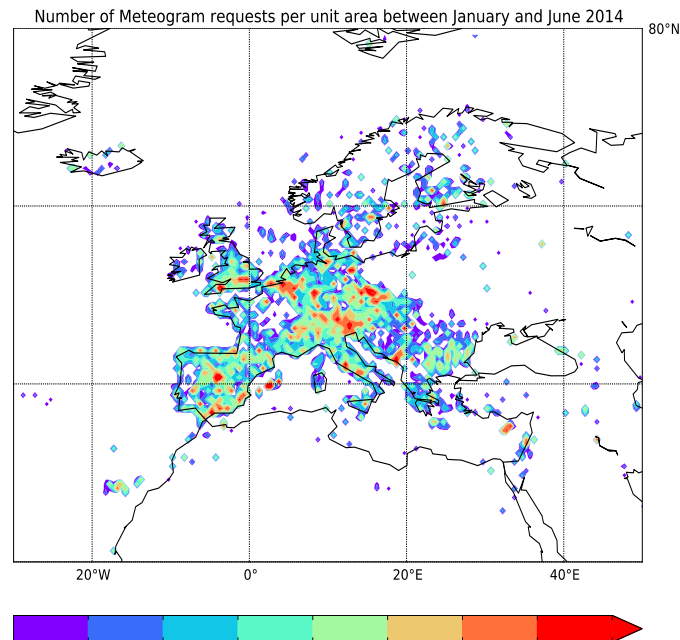 Number of Meteogram requests per unit area between January and June 2014
80°N
20°W 0° 20°E 40°E